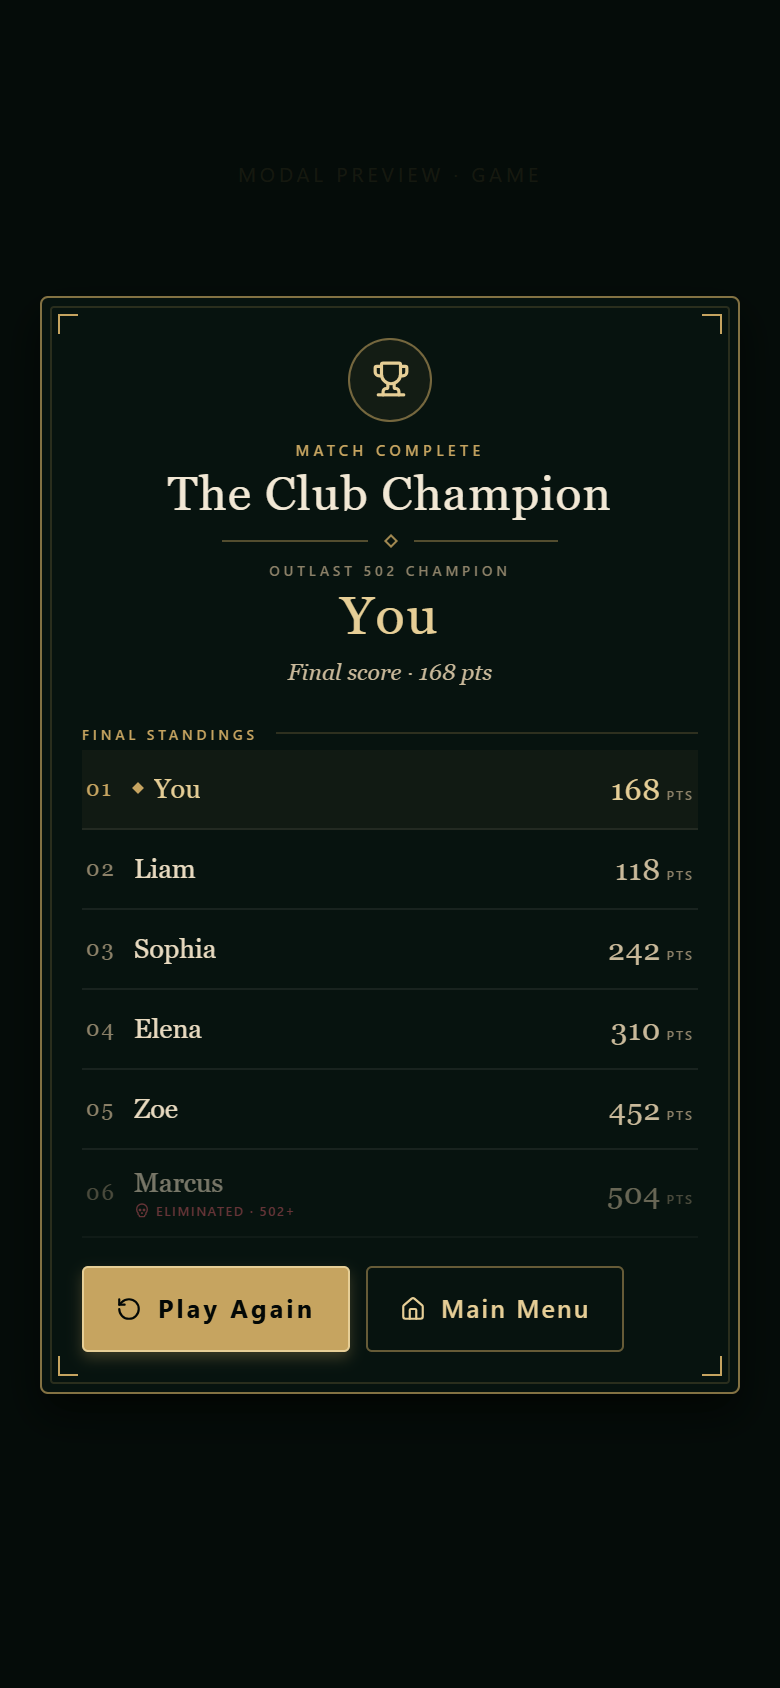 MODAL PREVIEW · GAME
MATCH COMPLETE
The Club Champion
OUTLAST 502 CHAMPION
You
Final score · 168 pts
FINAL STANDINGS
01 You 168 PTS
02 Liam 118 PTS
03 Sophia 242 PTS
04 Elena 310 PTS
05 Zoe 452 PTS
06 Marcus 504 PTS
ELIMINATED · 502+
Play Again Main Menu